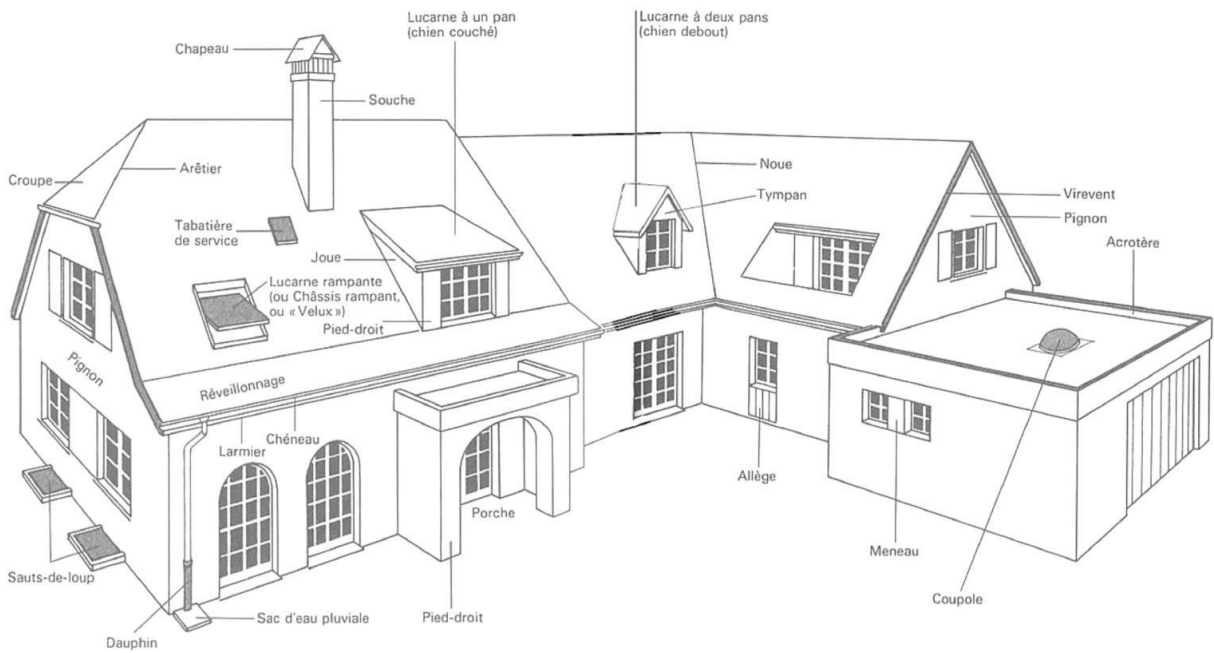 Lucarne à un pan
(chien couché)
Lucarne à deux pans
(chien debout)
Chapeau
Souche
Croupe
Arêtier
Noue
Tympan
Virevent
Pignon
Acrotère
Tabatière
de service
Joue
Lucarne rampante
(ou Châssis rampant,
ou « Velux »)
Pied-droit
Pignon
Réveillonnage
Larmier
Chéneau
Allège
Porche
Meneau
Sauts-de-loup
Coupole
Sac d'eau pluviale
Pied-droit
Dauphin